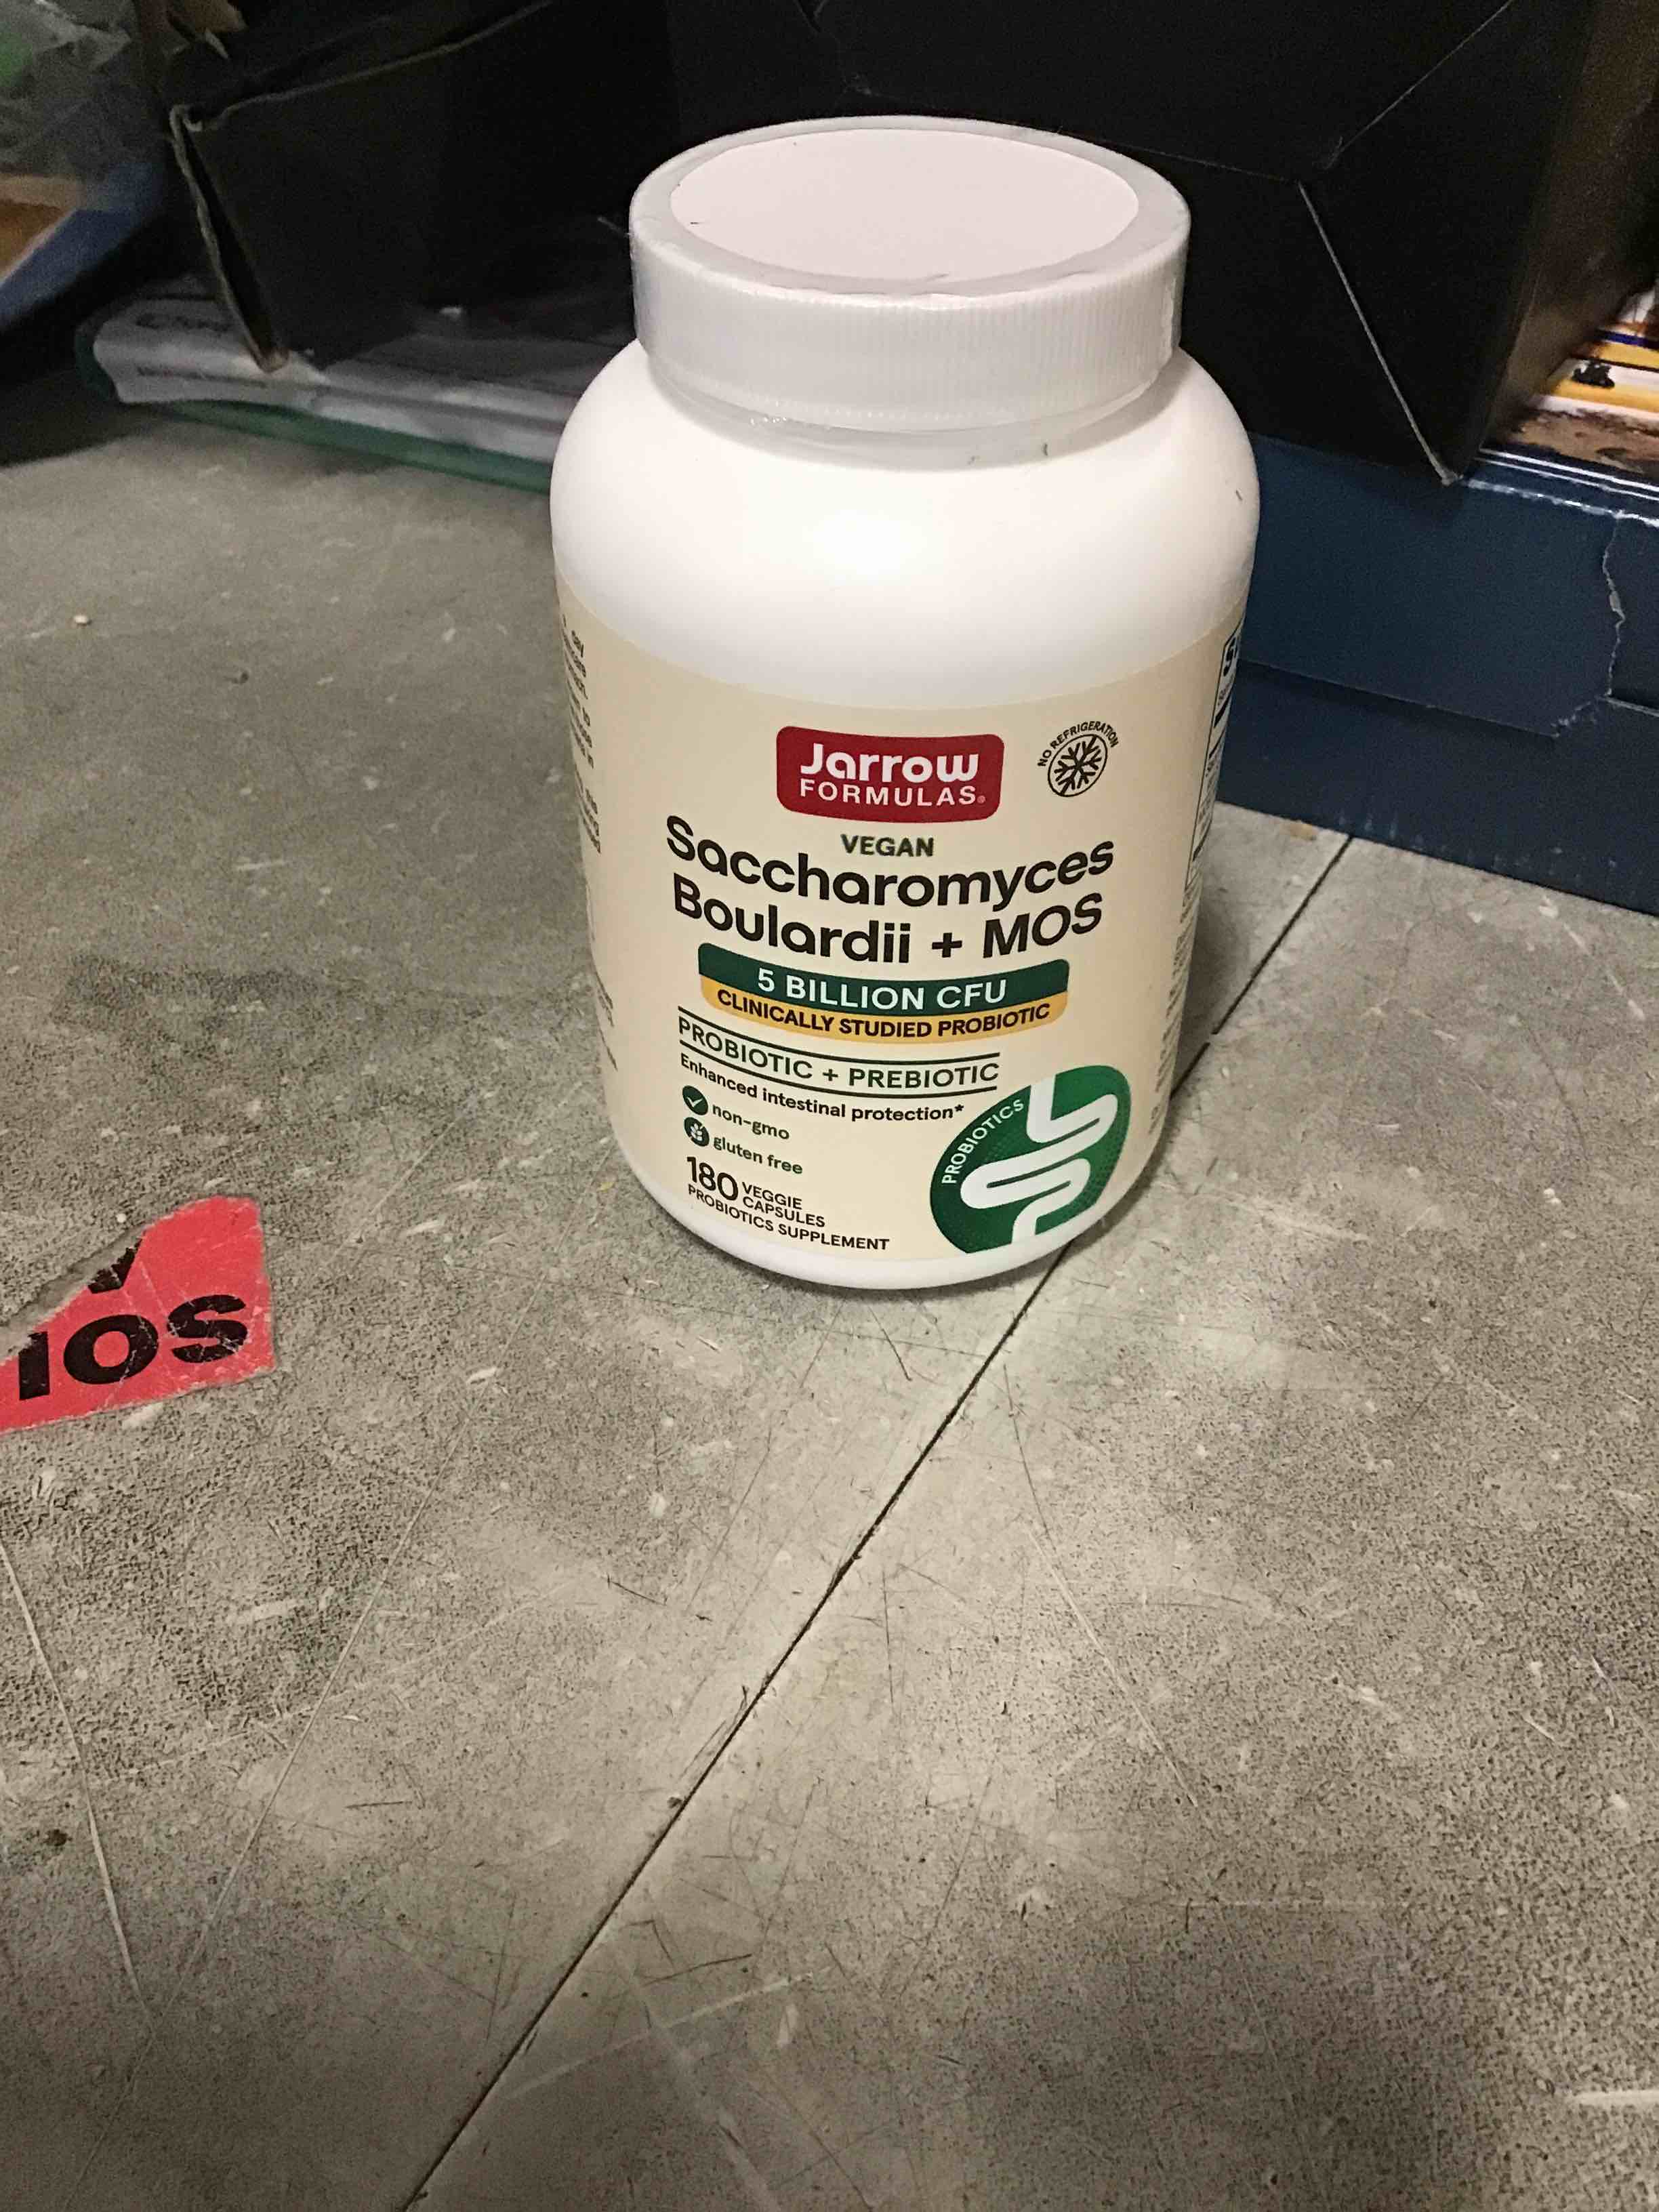 Jarrow
FORMULAS®
NO REFRIGERATION
VEGAN
Saccharomyces
Boulardii + MOS
5 BILLION CFU
CLINICALLY STUDIED PROBIOTIC
PROBIOTIC + PREBIOTIC
Enhanced intestinal protection*
non-gmo
gluten free
180 VEGGIE
CAPSULES
PROBIOTICS SUPPLEMENT
PROBIOTICS
IOS